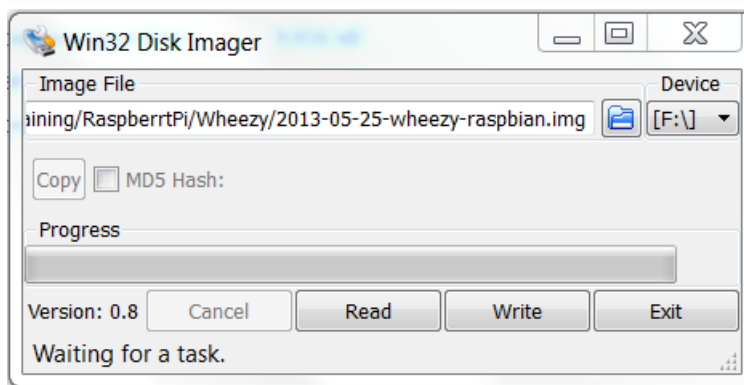 Win32 Disk Imager
Image File
Device
aining/RaspberrtPi/Wheezy/2013-05-25-wheezy-raspbian.img
[F:\]
Copy
MD5 Hash:
Progress
Version: 0.8
Cancel
Read
Write
Exit
Waiting for a task.